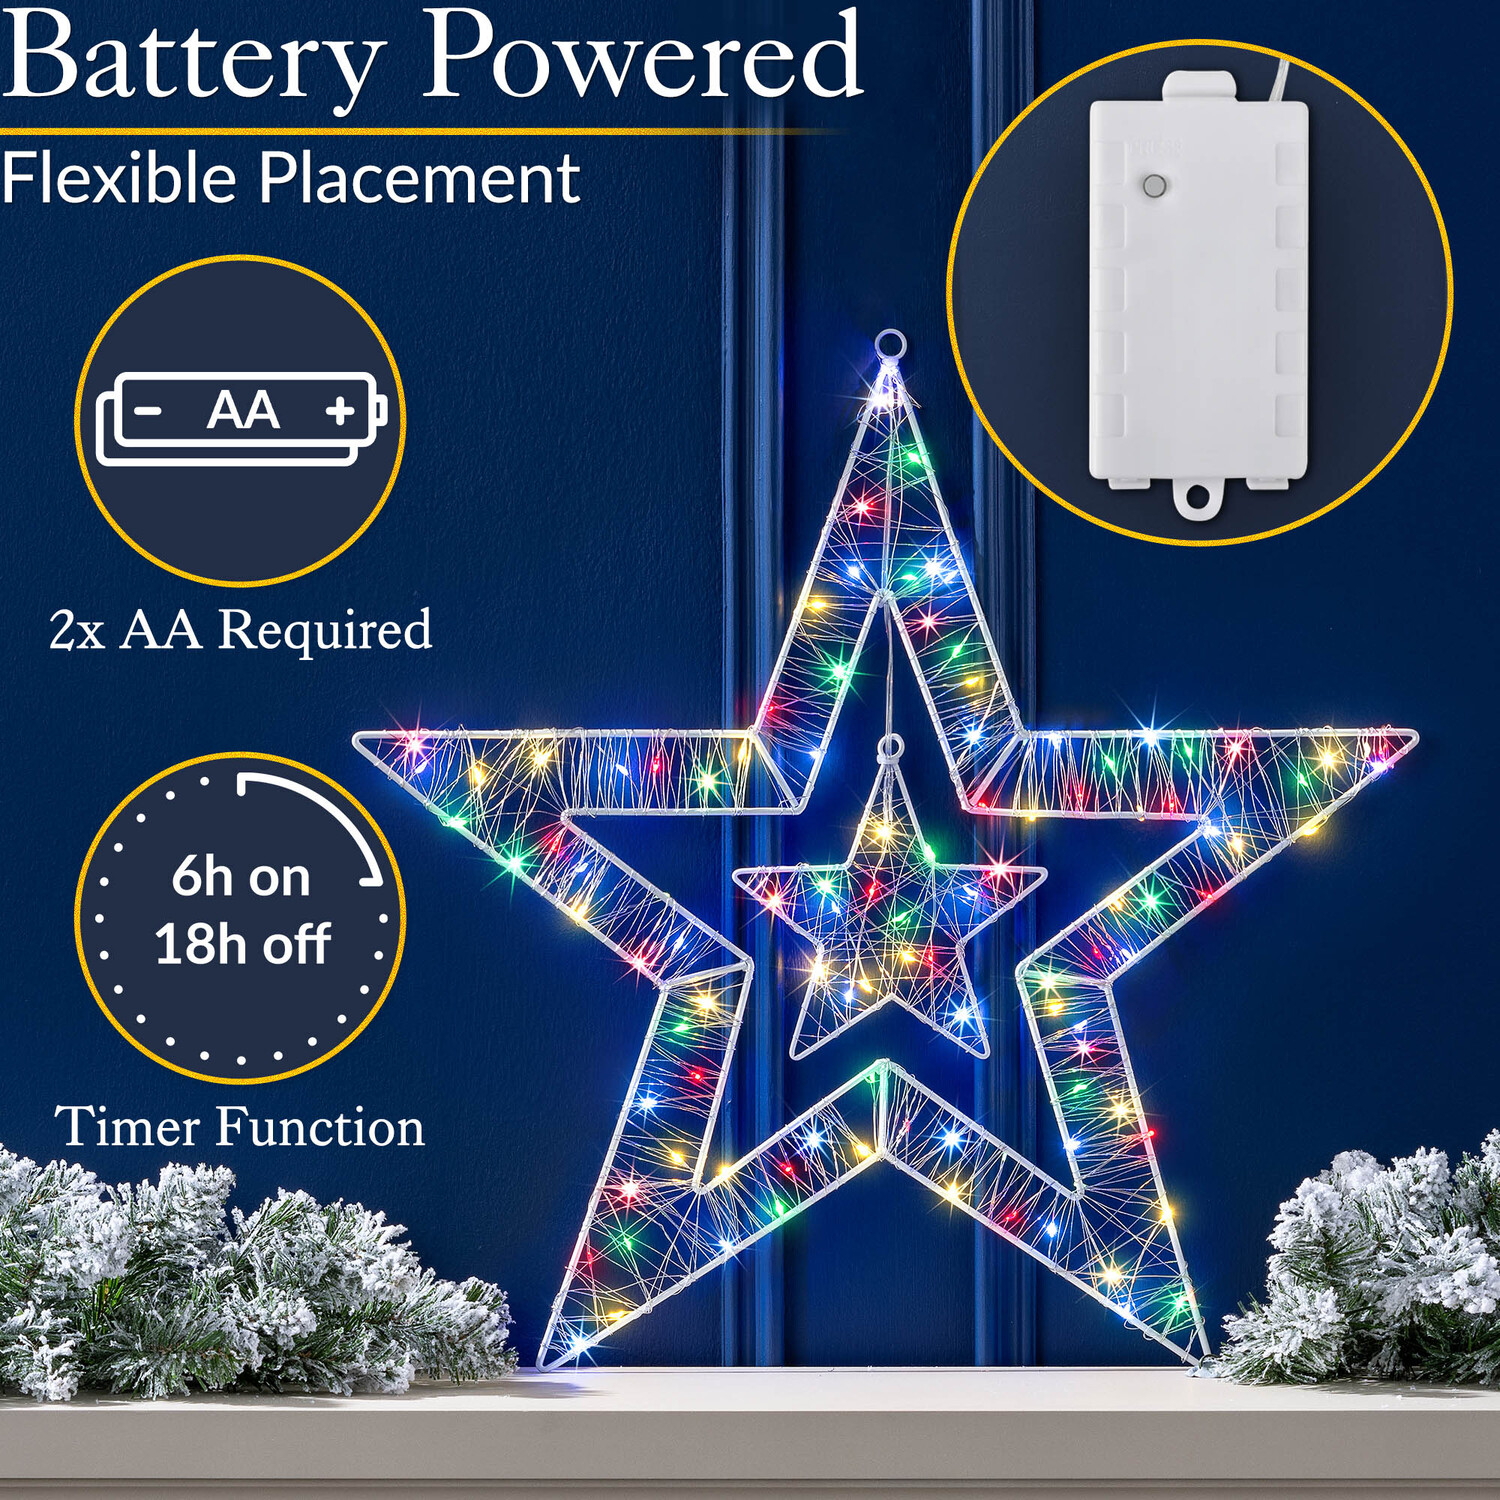 Battery Powered
Flexible Placement
- AA +
2x AA Required
6h on
18h off
Timer Function